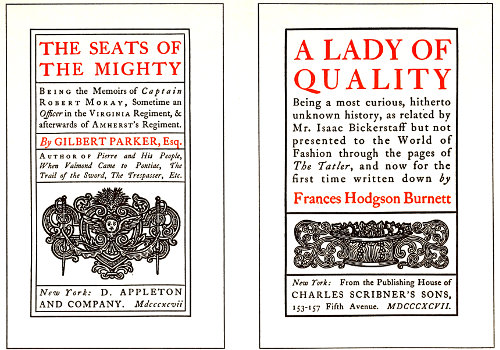 THE SEATS OF
THE MIGHTY
BEING the Memoirs of Captain
ROBERT MORAY, Sometime an
Officer in the VIRGINIA Regiment, &
afterwards of AMHERST'S Regiment.
By GILBERT PARKER, Esq.
AUTHOR OF Pierre and His People,
When Valmond Came to Pontiac, The
Trail of the Sword, The Trespasser, Etc.
New York: D. APPLETON
AND COMPANY. Mdcccxcvii
A LADY OF
QUALITY
Being a most curious, hitherto
unknown history, as related by
Mr. Isaac Bickerstaff but not
presented to the World of
Fashion through the pages of
The Tatler, and now for the
first time written down by
Frances Hodgson Burnett
New York: From the Publishing House of
CHARLES SCRIBNER'S SONS,
153-157 Fifth Avenue. MDCCCXCVII.